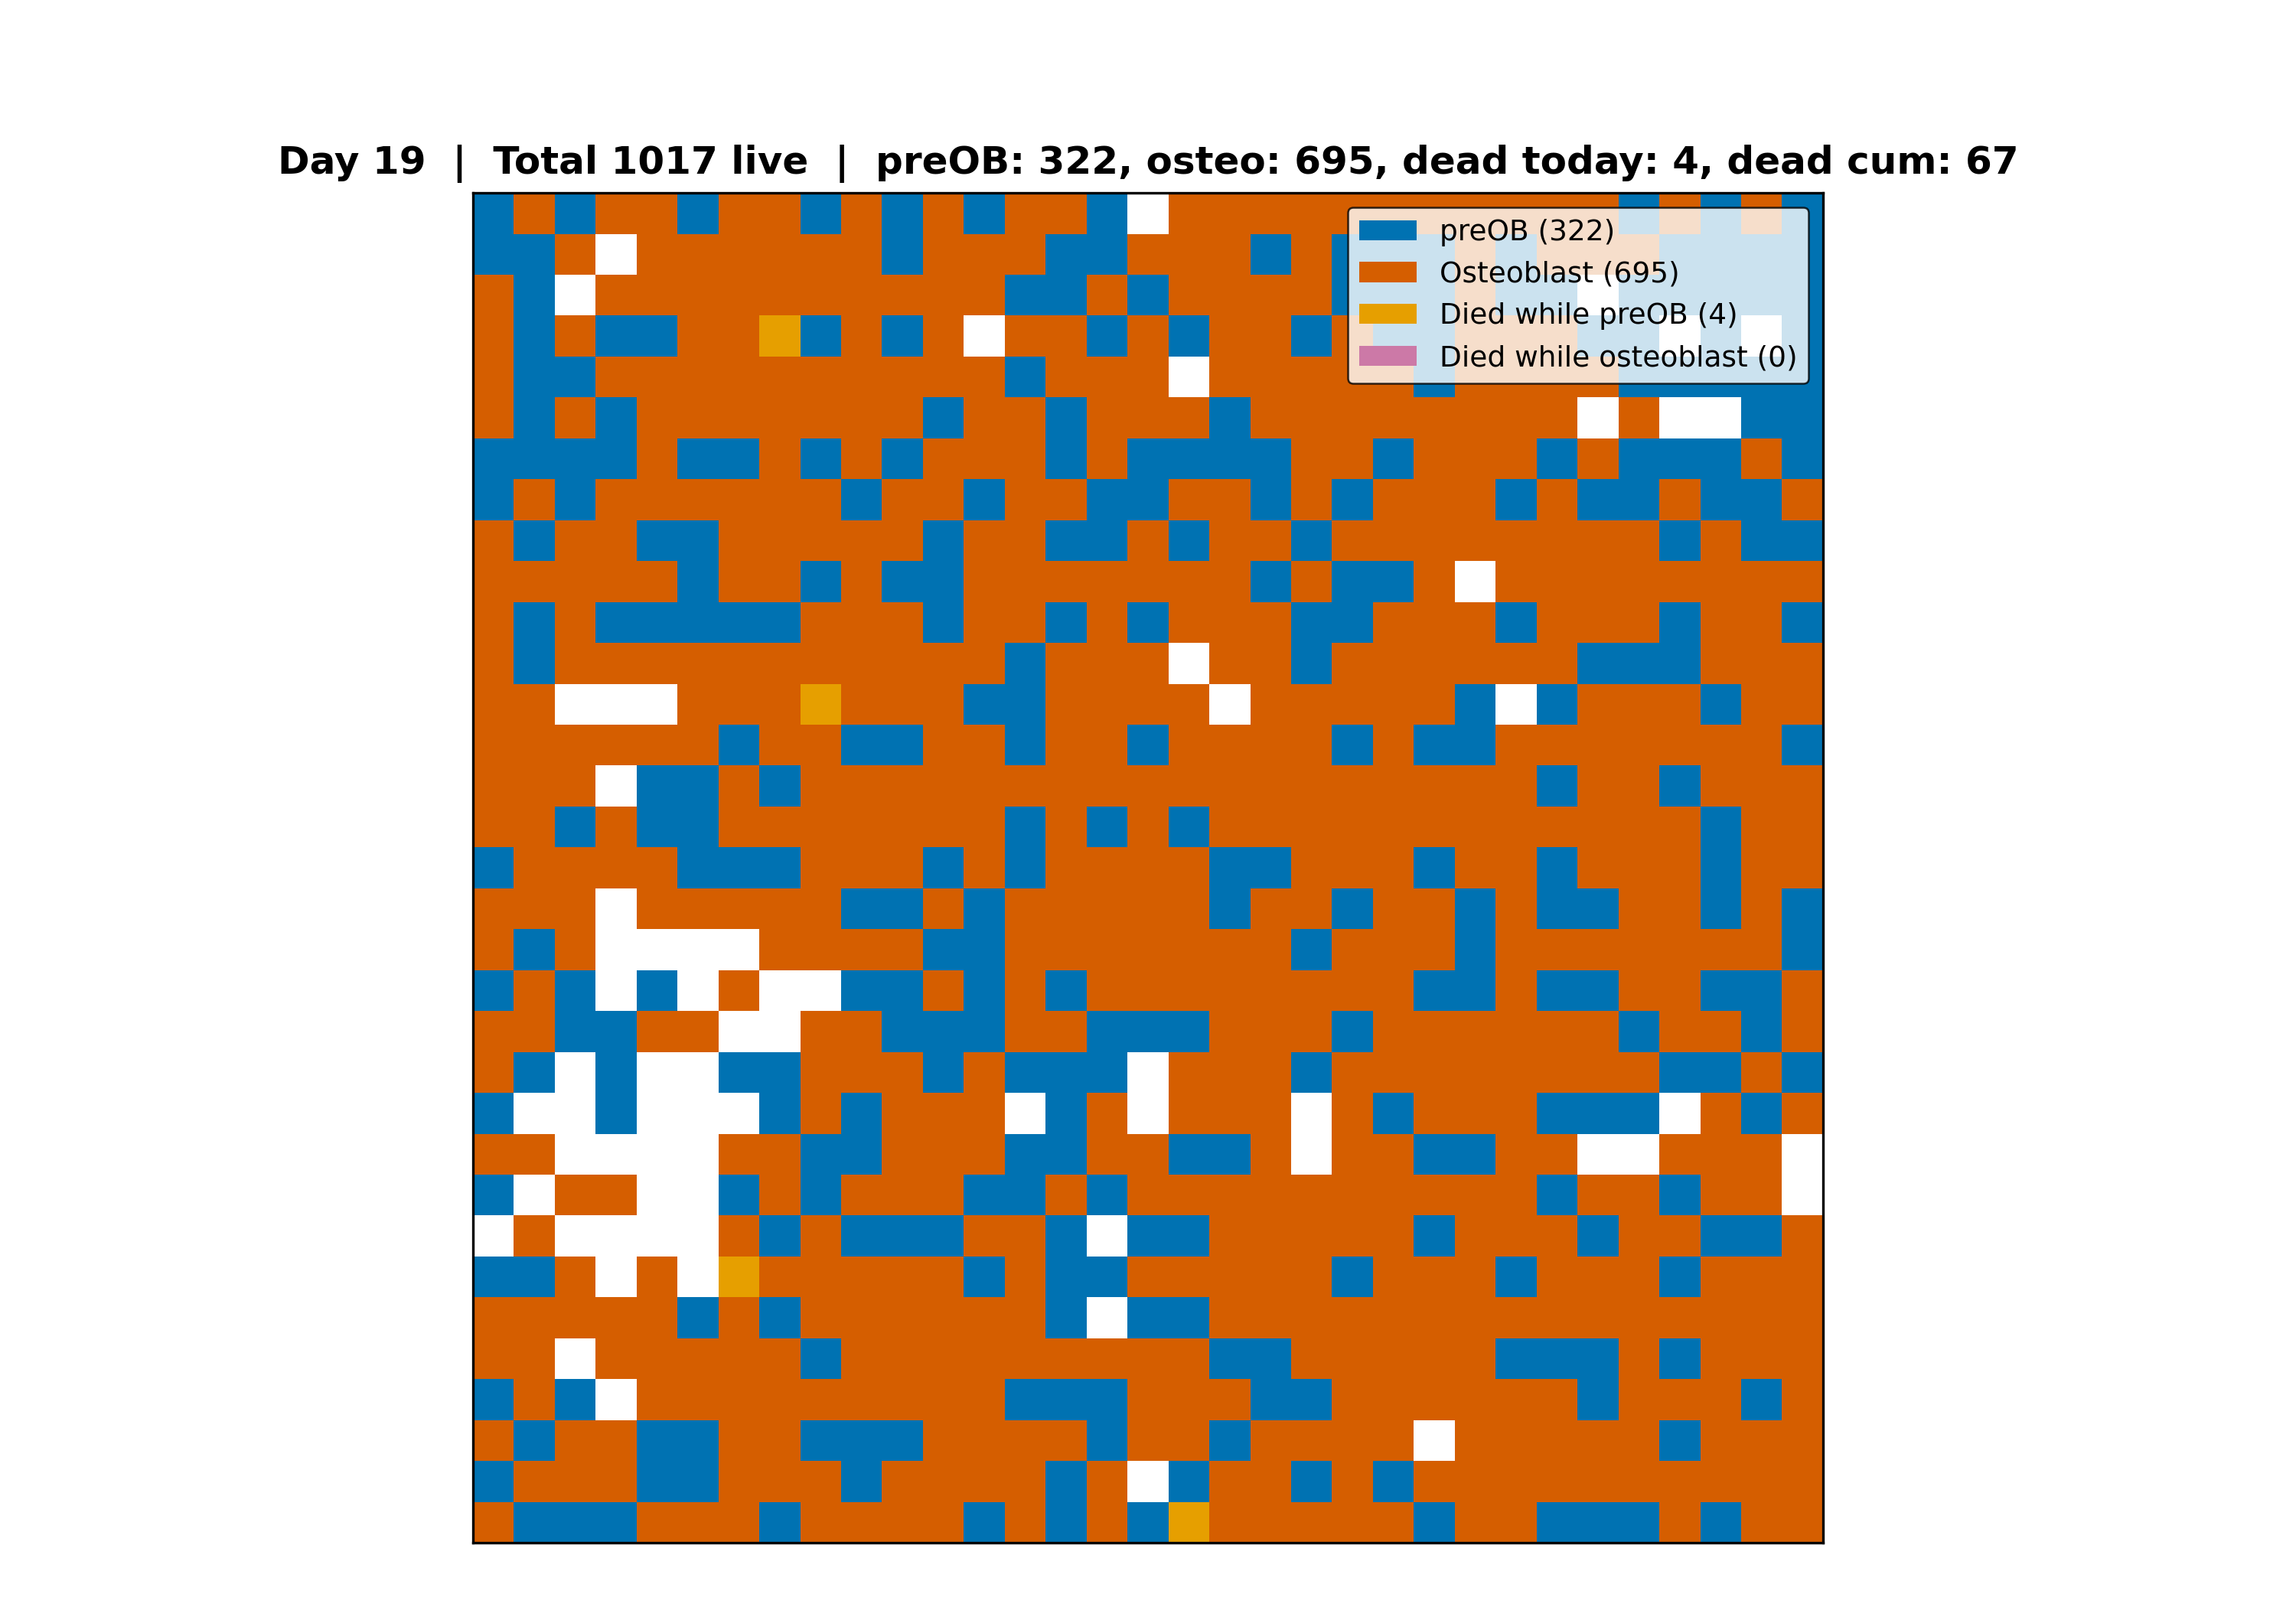 Day 19 | Total 1017 live | preOB: 322, osteo: 695, dead today: 4, dead cum: 67
preOB (322)
Osteoblast (695)
Died while preOB (4)
Died while osteoblast (0)